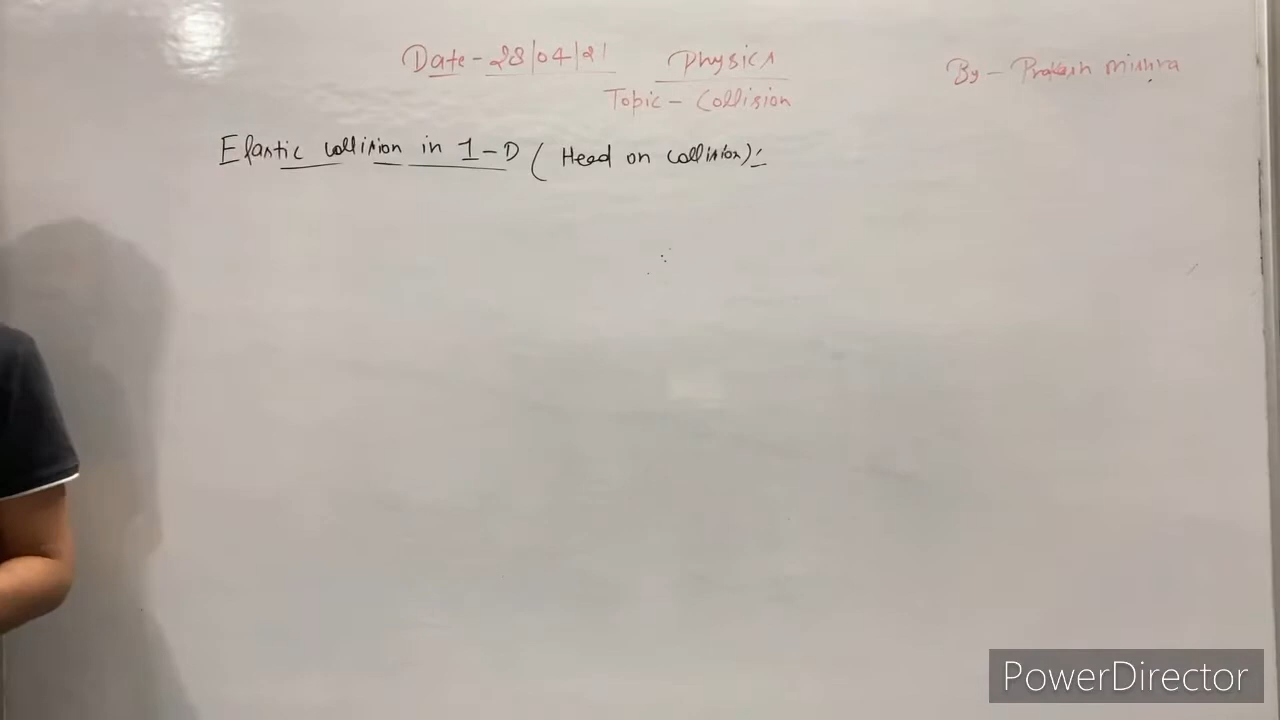 Date - 28/04/21 Physics By - Prakash Mishra
Topic - Collision
Elastic collision in 1-D ( Head on collision):
PowerDirector